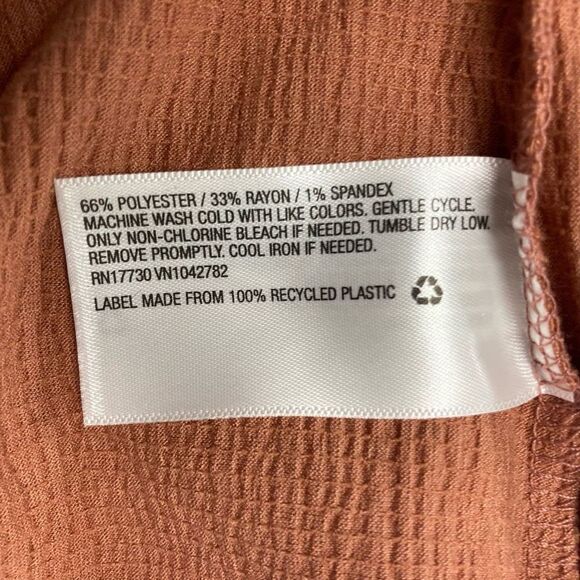 66% POLYESTER / 33% RAYON / 1% SPANDEX
MACHINE WASH COLD WITH LIKE COLORS. GENTLE CYCLE.
ONLY NON-CHLORINE BLEACH IF NEEDED. TUMBLE DRY LOW.
REMOVE PROMPTLY. COOL IRON IF NEEDED.
RN17730 VN1042782
LABEL MADE FROM 100% RECYCLED PLASTIC